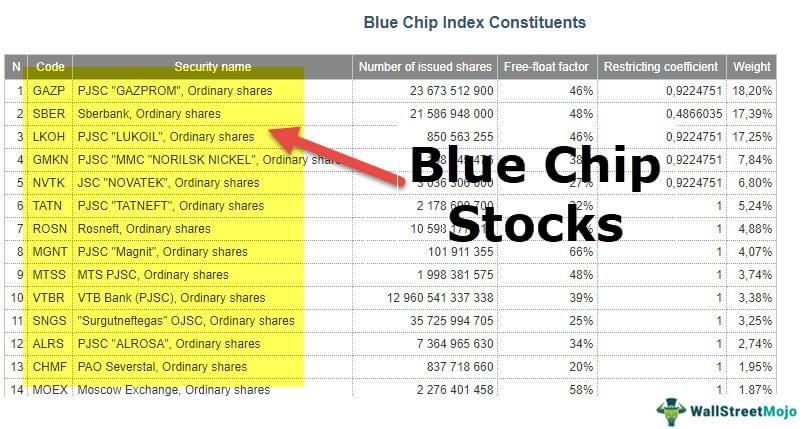 Blue Chip Index Constituents
N Code Security name Number of issued shares Free-float factor Restricting coefficient Weight
1 GAZP PJSC "GAZPROM", Ordinary shares 23 673 512 900 46% 0,9224751 18,20%
2 SBER Sberbank, Ordinary shares 21 586 948 000 48% 0,4866035 17,39%
3 LKOH PJSC "LUKOIL", Ordinary shares 850 563 255 46% 0,9224751 17,25%
4 GMKN PJSC "MMC "NORILSK NICKEL", Ordinary shares 38% 0,9224751 7,84%
5 NVTK JSC "NOVATEK", Ordinary shares 3 036 306 000 27% 0,9224751 6,80%
6 TATN PJSC "TATNEFT", Ordinary shares 2 178 1 5,24%
7 ROSN Rosneft, Ordinary shares 10 598 1 4,88%
8 MGNT PJSC "Magnit", Ordinary shares 101 911 355 66% 1 4,07%
9 MTSS MTS PJSC, Ordinary shares 1 998 381 575 48% 1 3,74%
10 VTBR VTB Bank (PJSC), Ordinary shares 12 960 541 337 338 39% 1 3,38%
11 SNGS "Surgutneftegas" OJSC, Ordinary shares 35 725 994 705 25% 1 3,25%
12 ALRS PJSC "ALROSA", Ordinary shares 7 364 965 630 34% 1 2,74%
13 CHMF PAO Severstal, Ordinary shares 837 718 660 20% 1 1,95%
14 MOEX Moscow Exchange, Ordinary shares 2 276 401 458 58% 1 1,87%
Blue Chip
Stocks
WallStreetMojo